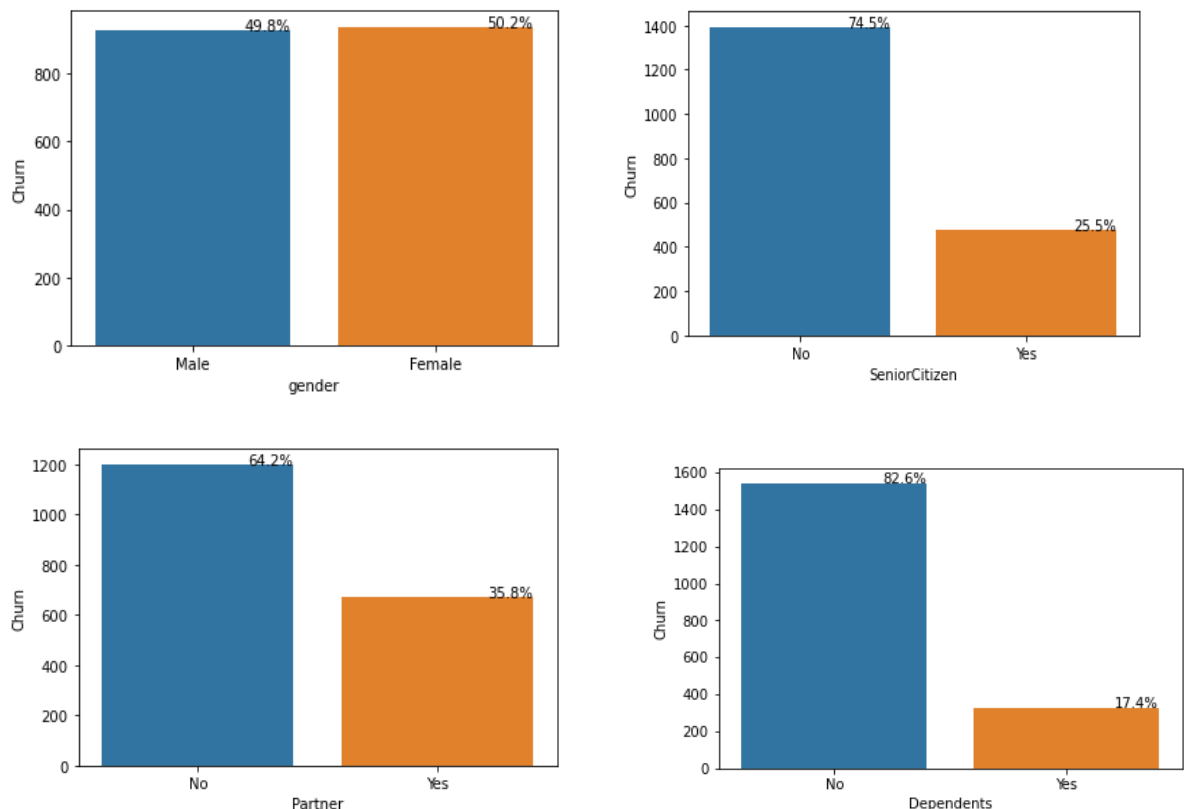 49.8%
50.2%
800
600
400
200
0
Churn
Male
Female
gender
74.5%
25.5%
1400
1200
1000
800
600
400
200
0
Churn
No
Yes
SeniorCitizen
64.2%
35.8%
1200
1000
800
600
400
200
0
Churn
No
Yes
Partner
82.6%
17.4%
1600
1400
1200
1000
800
600
400
200
0
Churn
No
Yes
Dependents